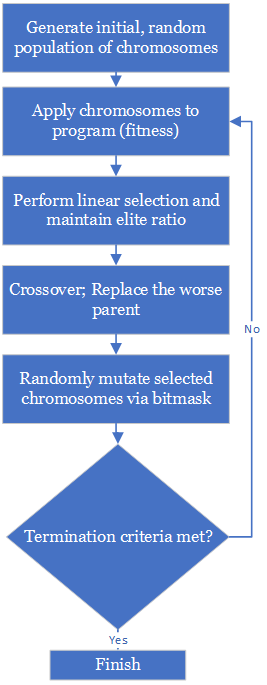 Generate initial, random
population of chromosomes
Apply chromosomes to
program (fitness)
Perform linear selection and
maintain elite ratio
Crossover; Replace the worse
parent
No
Randomly mutate selected
chromosomes via bitmask
Termination criteria met?
Yes
Finish